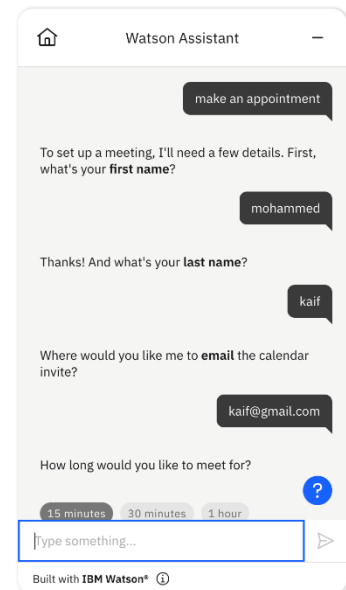 Watson Assistant
make an appointment
To set up a meeting, I'll need a few details. First,
what's your first name?
mohammed
Thanks! And what's your last name?
kaif
Where would you like me to email the calendar
invite?
kaif@gmail.com
How long would you like to meet for?
?
15 minutes 30 minutes 1 hour
Type something...
Built with IBM Watson®